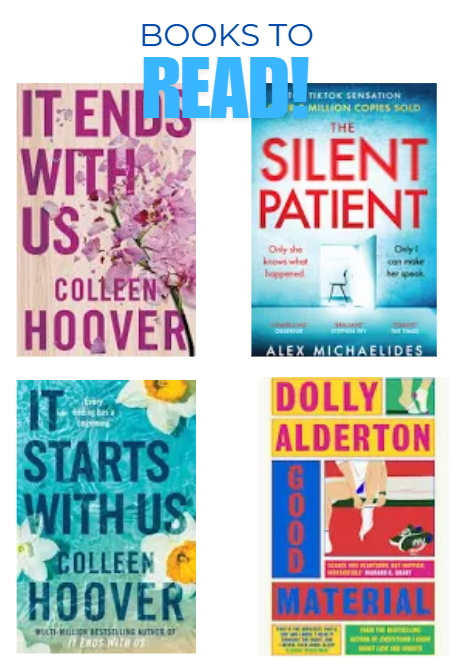 BOOKS TO
READ!
IT ENDS
WITH
US
COLLEEN
HOOVER
TIKTOK SENSATION
MILLION COPIES SOLD
THE
SILENT
PATIENT
Only she
knows what
happened.
Only I
can make
her speak.
ALEX MICHAELIDES
IT
STARTS
WITH US
Every
ending has a
beginning.
COLLEEN
HOOVER
MULTI-MILLION BESTSELLING AUTHOR OF
IT ENDS WITH US
DOLLY
ALDERTON
GOOD
MATERIAL